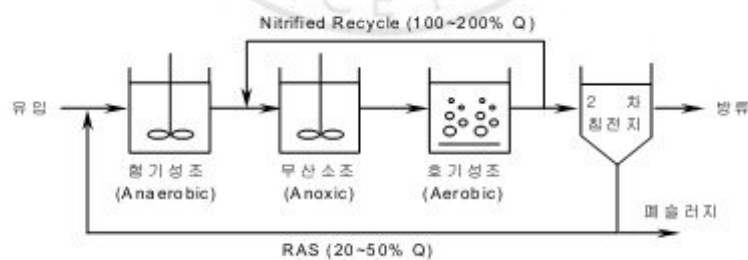 Nitrified Recycle (100~200% Q)
유입
2 차
침전지
방류
혐기성조
(Anaerobic)
무산소조
(Anoxic)
호기성조
(Aerobic)
폐슬러지
RAS (20~50% Q)